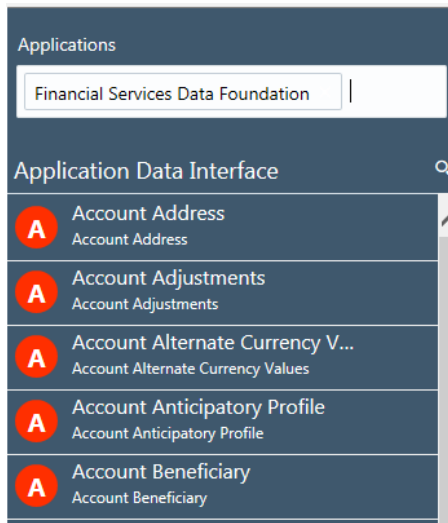 Applications
Financial Services Data Foundation
Application Data Interface
A
Account Address
Account Address
A
Account Adjustments
Account Adjustments
A
Account Alternate Currency V...
Account Alternate Currency Values
A
Account Anticipatory Profile
Account Anticipatory Profile
A
Account Beneficiary
Account Beneficiary